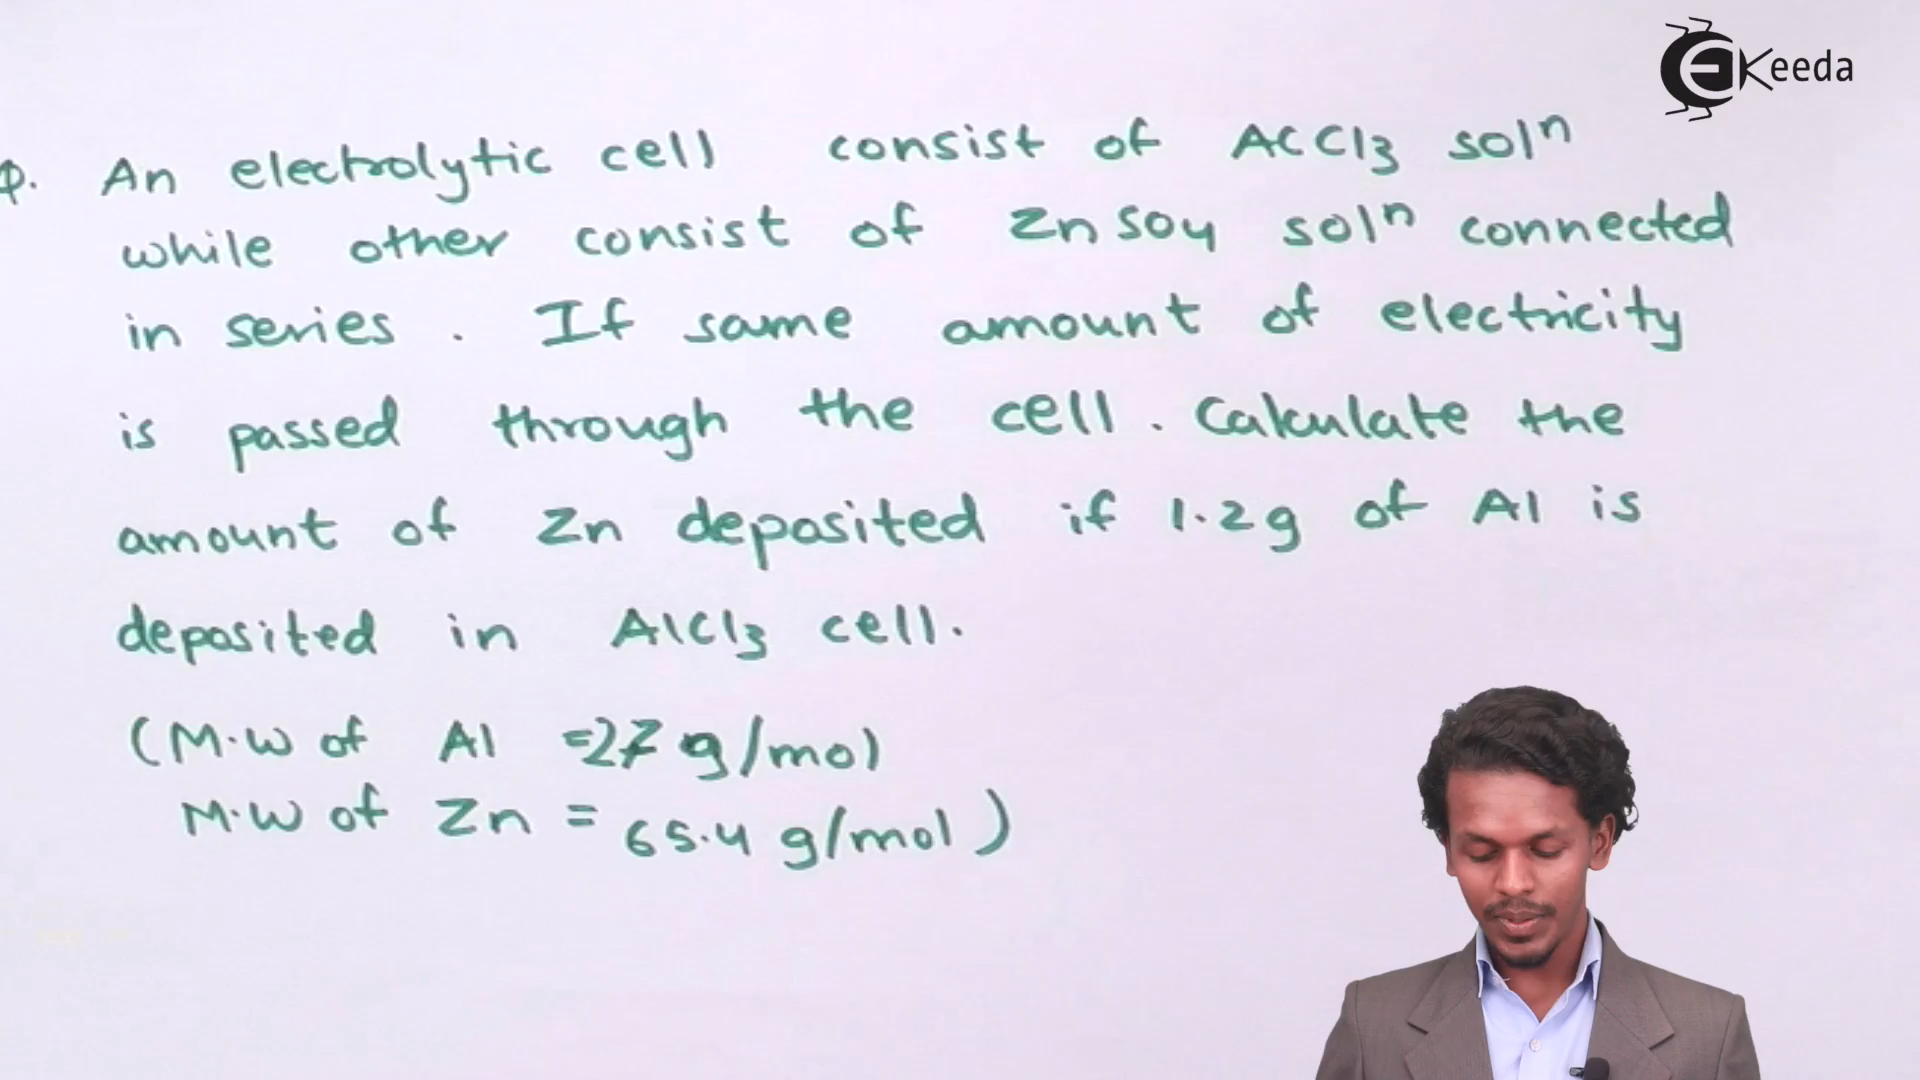 EKeeda
Q. An electrolytic cell consist of AlCl3 solⁿ
while other consist of ZnSO4 solⁿ connected
in series. If same amount of electricity
is passed through the cell. Calculate the
amount of Zn deposited if 1.2g of Al is
deposited in AlCl3 cell.
(M.W of Al = 27 g/mol
M.W of Zn = 65.4 g/mol)